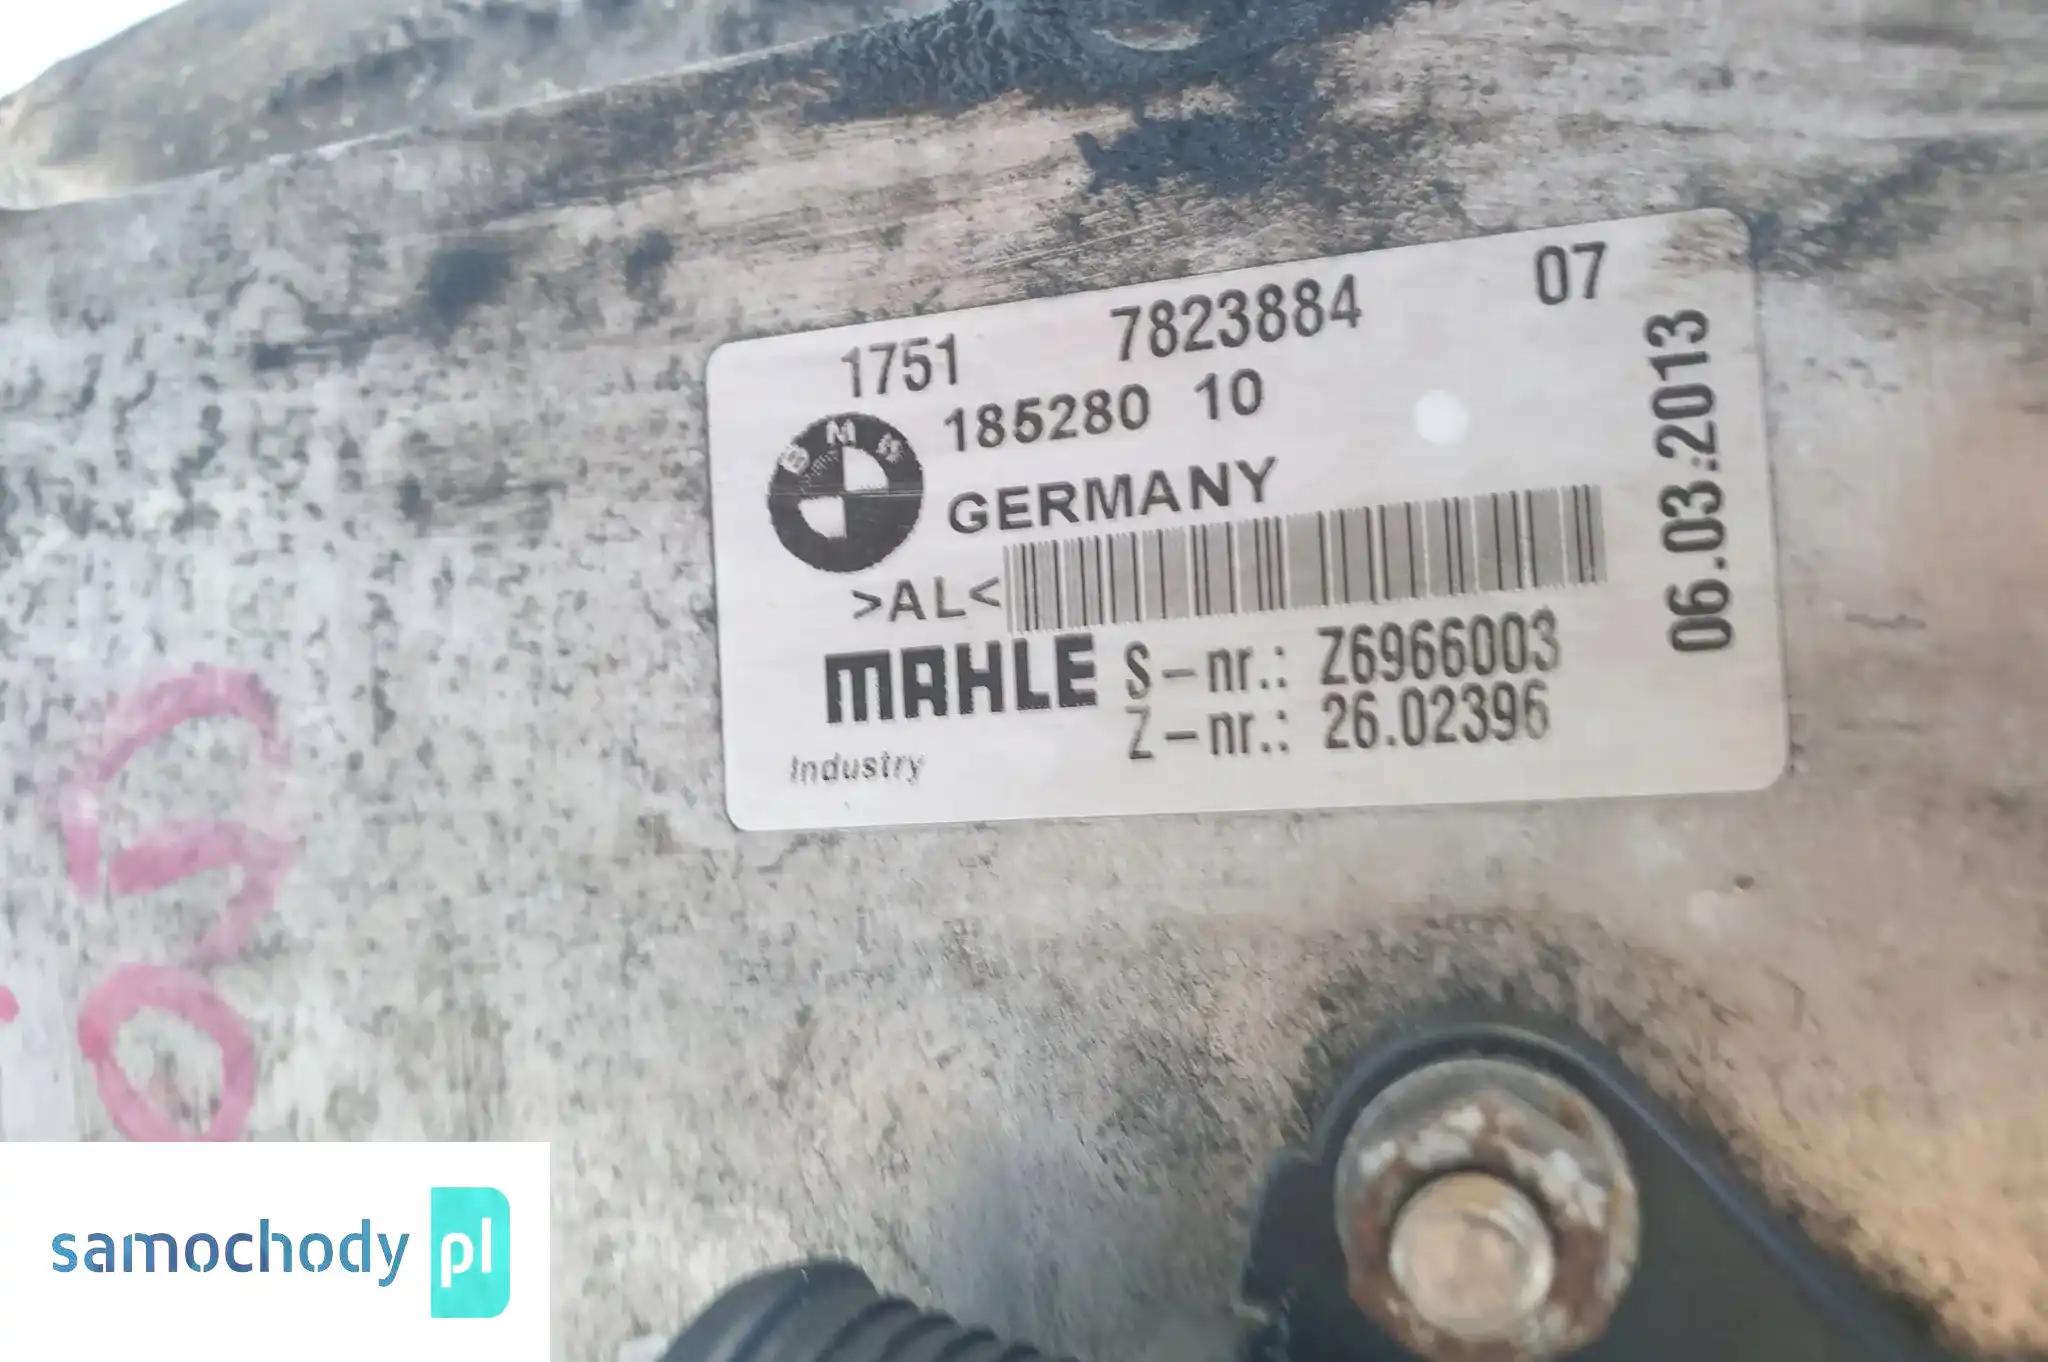 1751 7823884 07
185280 10
BMW
GERMANY
>AL<
MAHLE S-nr.: Z6966003
Z-nr.: 26.02396
Industry
06.03.2013
samochody pl